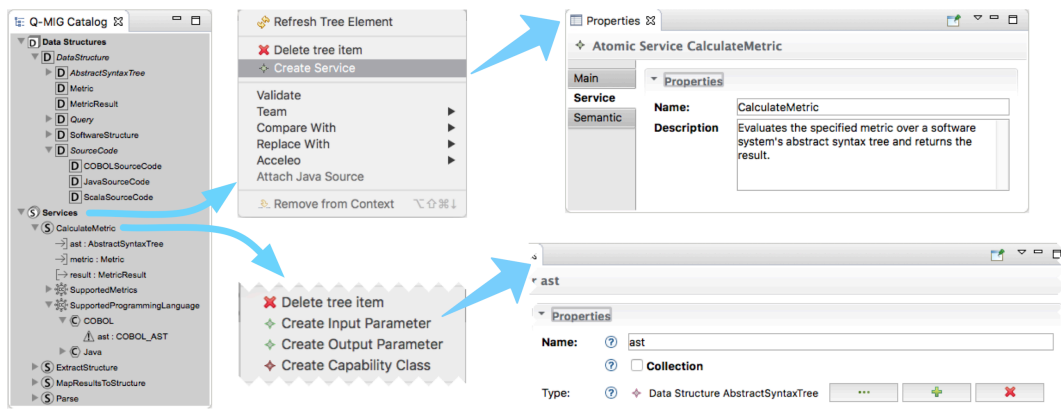 Q-MIG Catalog
Data Structures
DataStructure
AbstractSyntaxTree
Metric
MetricResult
Query
SoftwareStructure
SourceCode
COBOLSourceCode
JavaSourceCode
ScalaSourceCode
Services
CalculateMetric
ast : AbstractSyntaxTree
metric : Metric
result : MetricResult
SupportedMetrics
SupportedProgrammingLanguage
COBOL
ast : COBOL_AST
Java
ExtractStructure
MapResultsToStructure
Parse
Refresh Tree Element
Delete tree item
Create Service
Validate
Team
Compare With
Replace With
Acceleo
Attach Java Source
Remove from Context ⌥⇧⌘↓
Delete tree item
Create Input Parameter
Create Output Parameter
Create Capability Class
Properties
Atomic Service CalculateMetric
Main
Service
Semantic
Properties
Name: CalculateMetric
Description Evaluates the specified metric over a software
system's abstract syntax tree and returns the
result.
ast
Properties
Name: ast
Collection
Type: Data Structure AbstractSyntaxTree ...